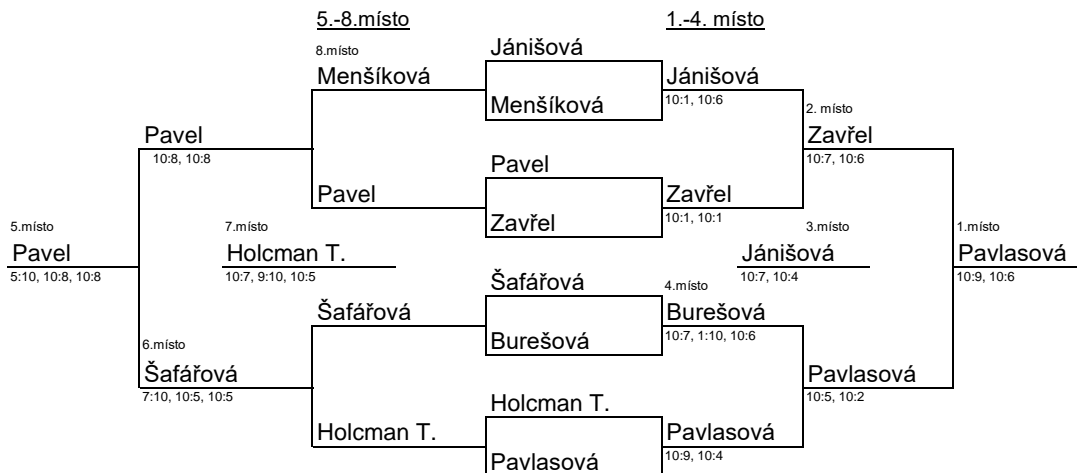 5.-8.místo
1.-4. místo
8.místo
Jánišová
Menšíková
Jánišová
Menšíková
10:1, 10:6
2. místo
Pavel
Zavřel
10:8, 10:8
10:7, 10:6
Pavel
Pavel
Zavřel
Zavřel
10:1, 10:1
5.místo
7.místo
3.místo
1.místo
Pavel
Holcman T.
Jánišová
Pavlasová
5:10, 10:8, 10:8
10:7, 9:10, 10:5
10:7, 10:4
10:9, 10:6
Šafářová
4.místo
Šafářová
Burešová
Burešová
10:7, 1:10, 10:6
6.místo
Šafářová
Pavlasová
7:10, 10:5, 10:5
10:5, 10:2
Holcman T.
Holcman T.
Pavlasová
Pavlasová
10:9, 10:4